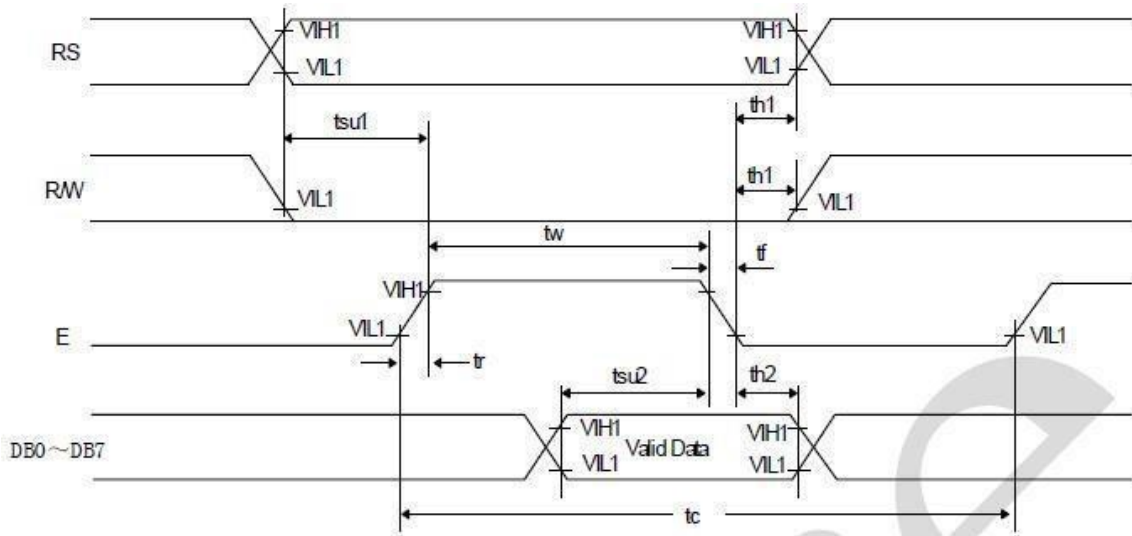 RS
VIH1
VIL1
VIH1
VIL1
th1
tsu1
R/W
VIL1
th1
VIL1
tw
tf
E
VIH1
VIL1
tr
VIL1
tsu2
th2
DB0～DB7
VIH1
VIL1
Valid Data
VIH1
VIL1
tc